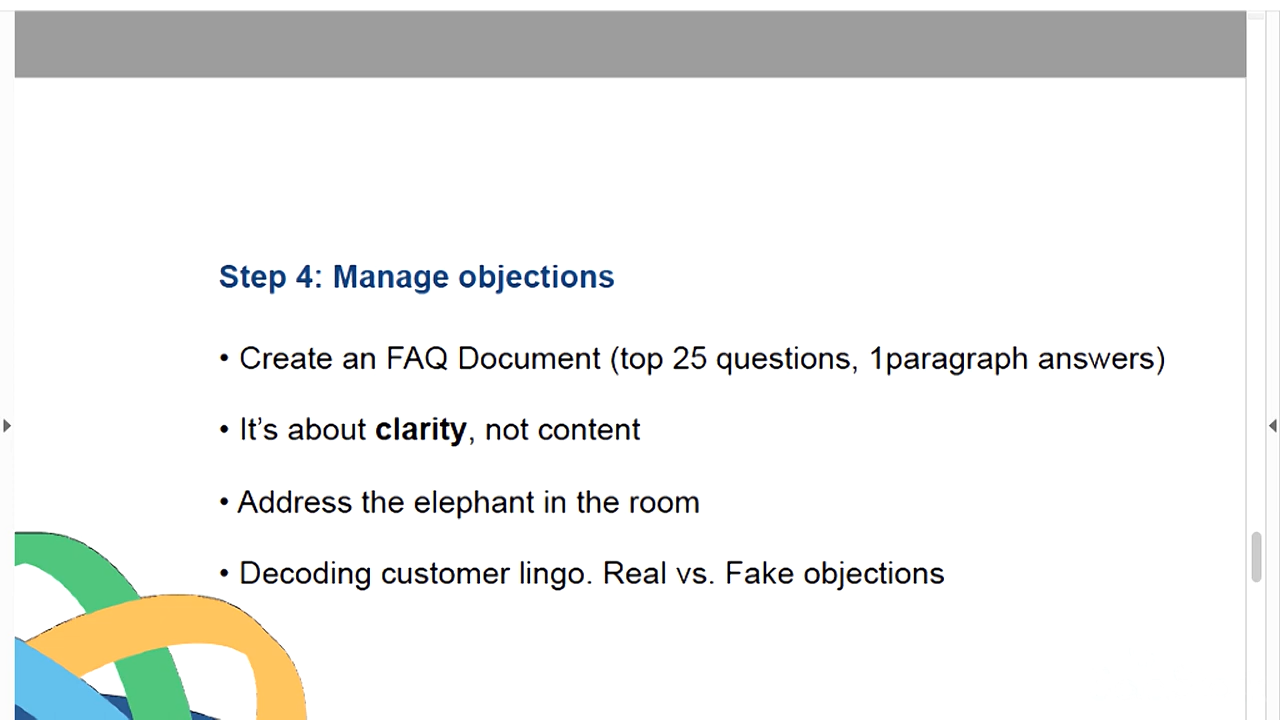 Step 4: Manage objections
• Create an FAQ Document (top 25 questions, 1paragraph answers)
• It’s about clarity, not content
• Address the elephant in the room
• Decoding customer lingo. Real vs. Fake objections